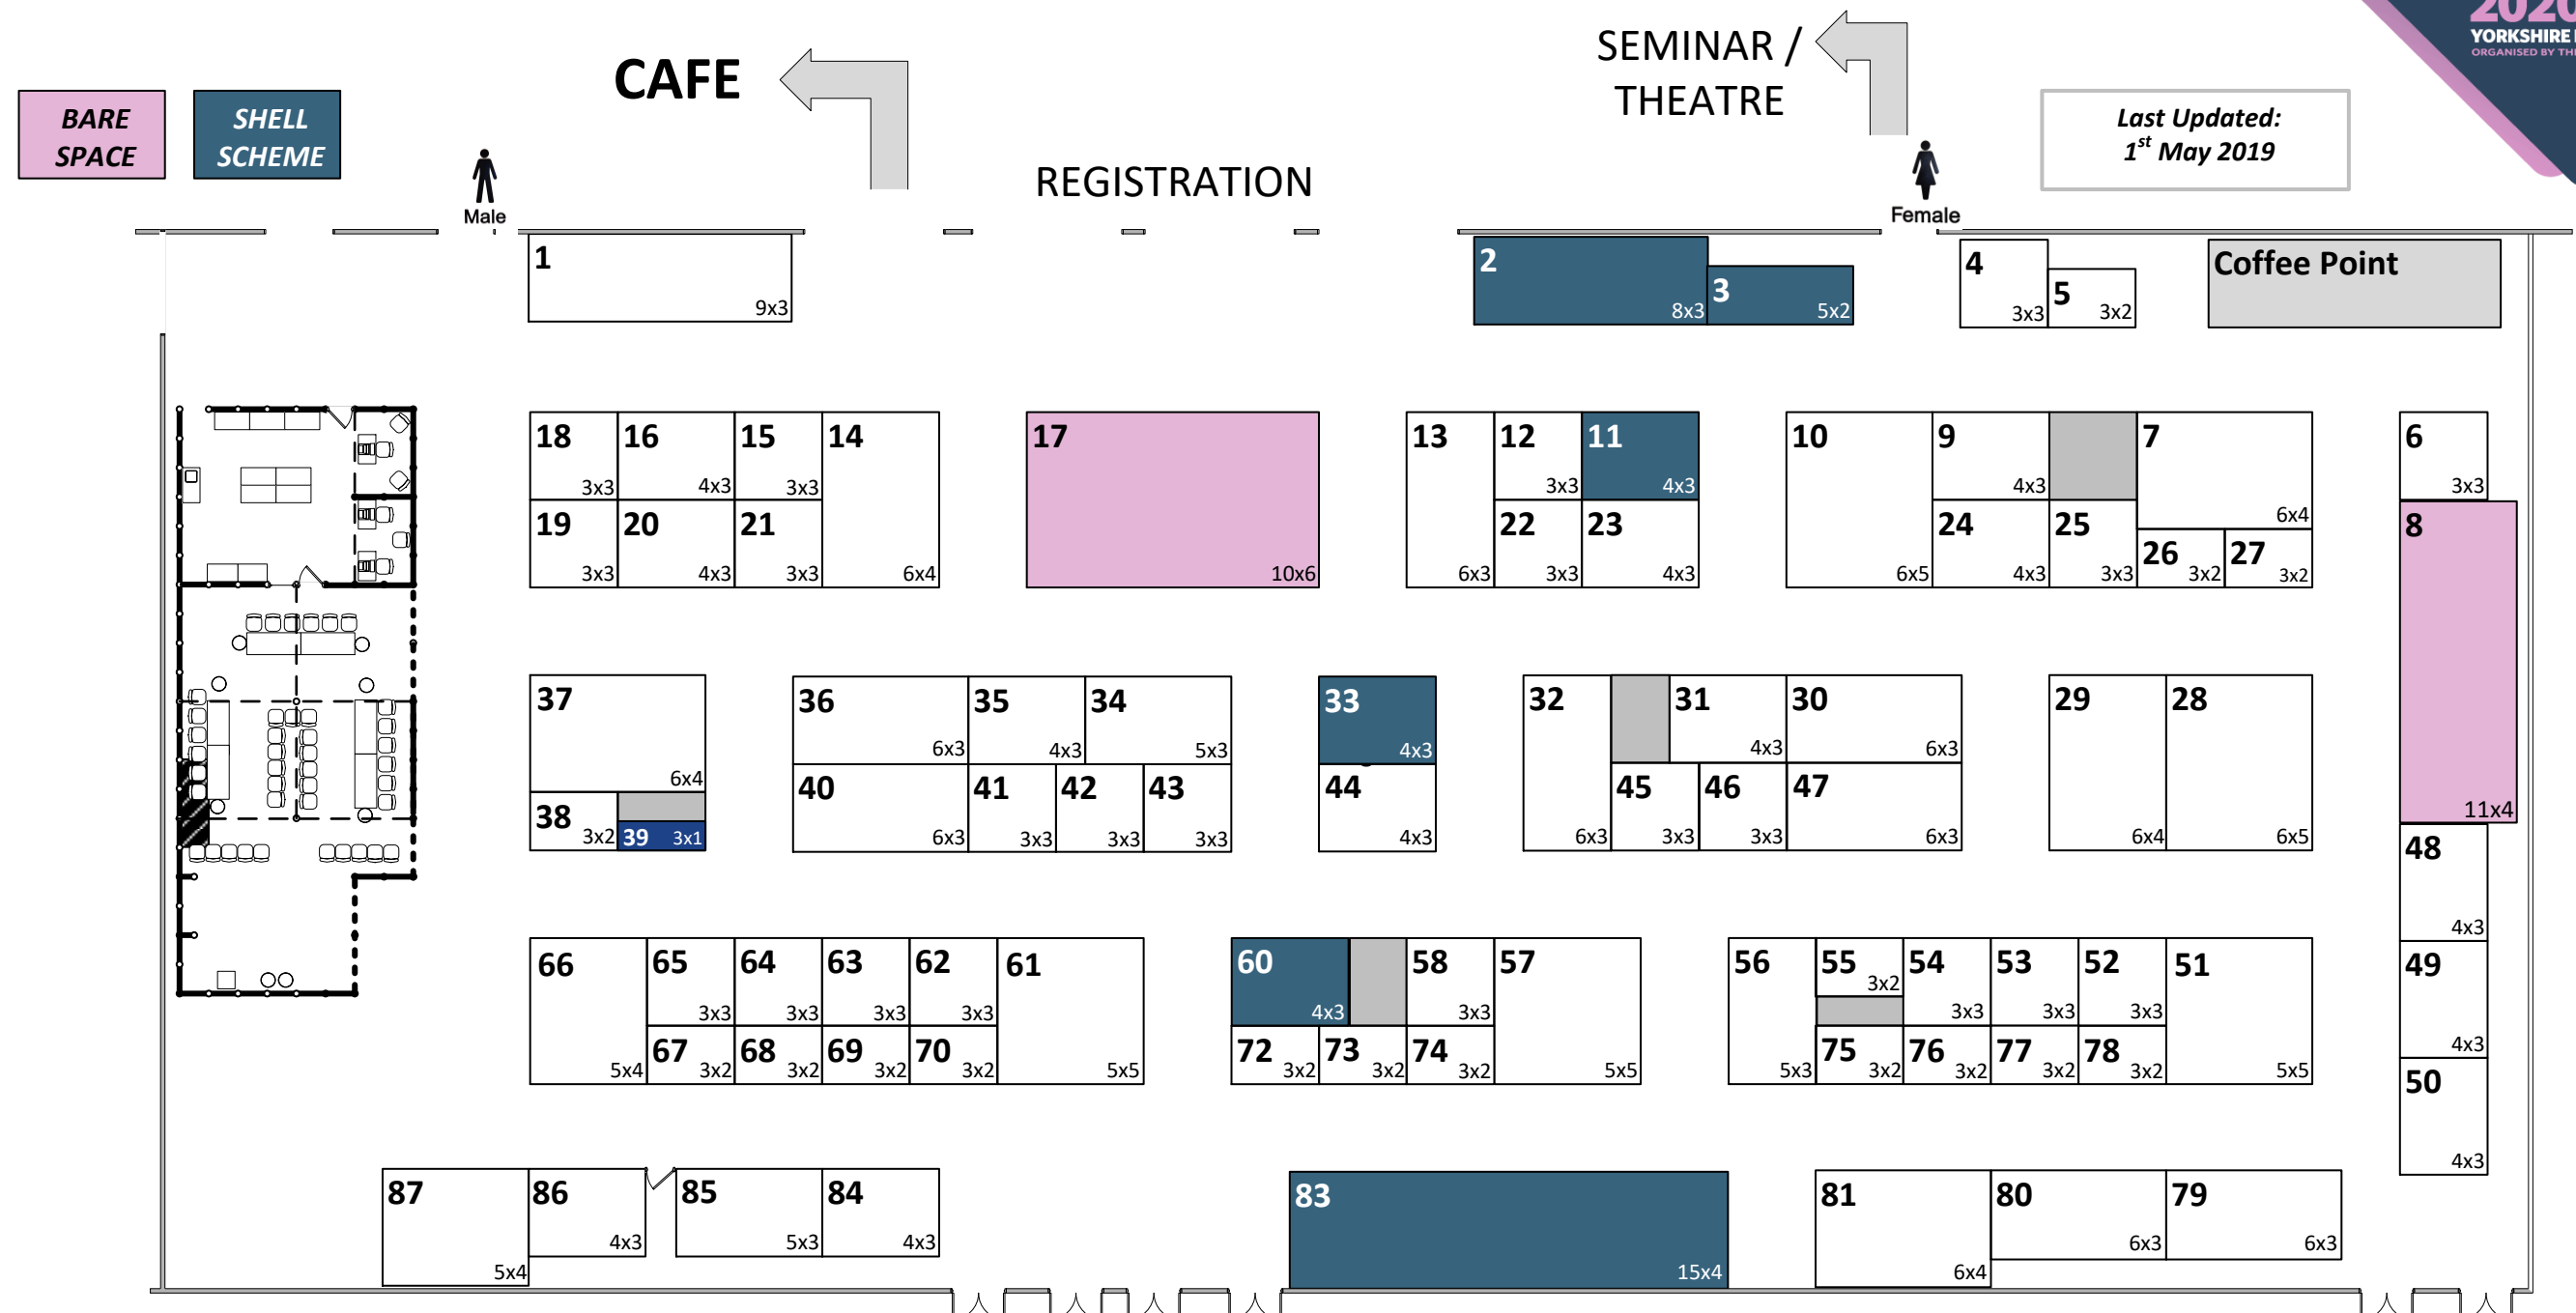 2020
YORKSHIRE
ORGANISED BY
CAFE
SEMINAR /
THEATRE
BARE
SPACE
SHELL
SCHEME
Last Updated:
1st May 2019
Male
REGISTRATION
Female
1
9x3
2
8x3
3
5x2
4
3x3
5
3x2
Coffee Point
18
3x3
16
4x3
15
3x3
14
6x4
17
10x6
13
6x3
12
3x3
11
4x3
10
6x5
9
4x3
7
6x4
6
3x3
19
3x3
20
4x3
21
3x3
22
3x3
23
4x3
24
4x3
25
3x3
26
3x2
27
3x2
8
11x4
37
6x4
36
6x3
35
4x3
34
5x3
33
4x3
32
6x3
31
4x3
30
6x3
29
6x4
28
6x5
38
3x2
39 3x1
40
6x3
41
3x3
42
3x3
43
3x3
44
4x3
45
3x3
46
3x3
47
6x3
48
4x3
66
5x4
65
3x3
64
3x3
63
3x3
62
3x3
61
5x5
60
4x3
58
3x3
57
5x5
56
5x3
55
3x2
54
3x3
53
3x3
52
3x3
51
5x5
49
4x3
67
3x2
68
3x2
69
3x2
70
3x2
72
3x2
73
3x2
74
3x2
75
3x2
76
3x2
77
3x2
78
3x2
50
4x3
87
5x4
86
4x3
85
5x3
84
4x3
83
15x4
81
6x4
80
6x3
79
6x3